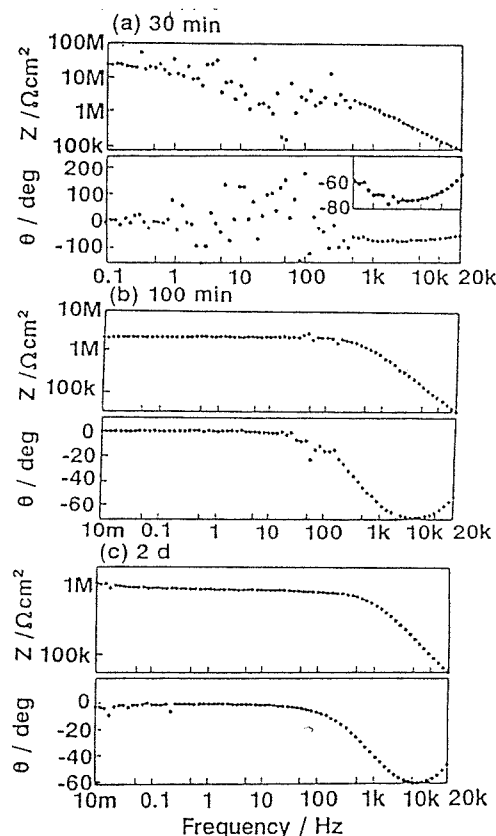 (a) 30 min
100M
10M
1M
100k
Z /Ωcm²
200
100
0
-100
θ / deg
-60
-80
0.1 1 10 100 1k 10k 20k
(b) 100 min
10M
1M
100k
Z /Ωcm²
0
-20
-40
-60
θ / deg
10m 0.1 1 10 100 1k 10k 20k
(c) 2 d
1M
100k
Z /Ωcm²
0
-20
-40
-60
θ / deg
10m 0.1 1 10 100 1k 10k 20k
Frequency / Hz